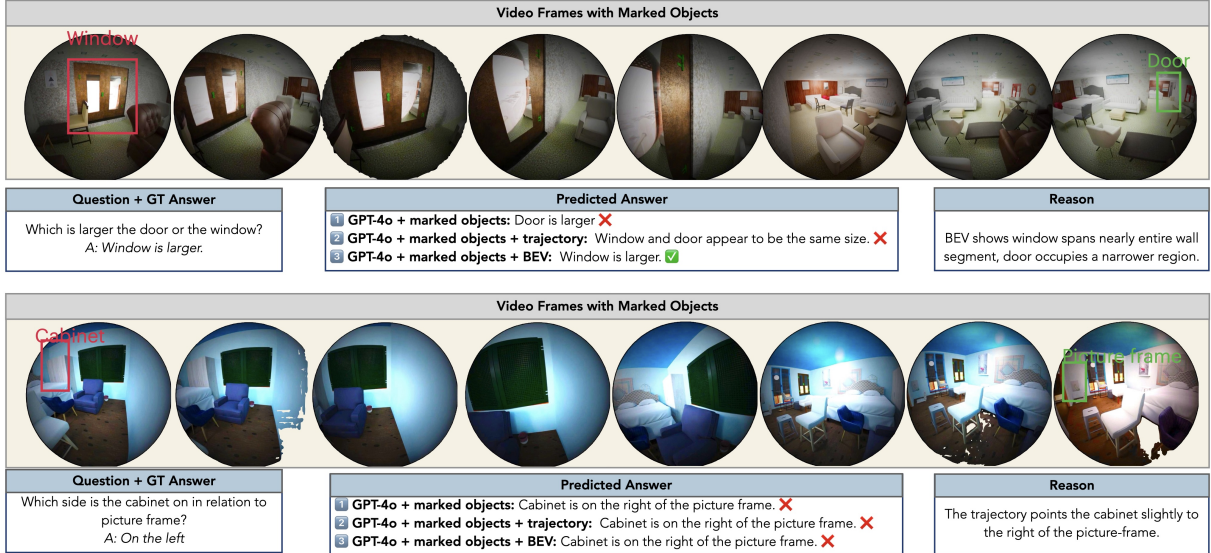 Video Frames with Marked Objects
Window
Door
Question + GT Answer
Which is larger the door or the window?
A: Window is larger.
Predicted Answer
1 GPT-4o + marked objects: Door is larger ❌
2 GPT-4o + marked objects + trajectory: Window and door appear to be the same size. ❌
3 GPT-4o + marked objects + BEV: Window is larger. ✅
Reason
BEV shows window spans nearly entire wall
segment, door occupies a narrower region.
Video Frames with Marked Objects
Cabinet
Picture frame
Question + GT Answer
Which side is the cabinet on in relation to
picture frame?
A: On the left
Predicted Answer
1 GPT-4o + marked objects: Cabinet is on the right of the picture frame. ❌
2 GPT-4o + marked objects + trajectory: Cabinet is on the right of the picture frame. ❌
3 GPT-4o + marked objects + BEV: Cabinet is on the right of the picture frame. ❌
Reason
The trajectory points the cabinet slightly to
the right of the picture-frame.